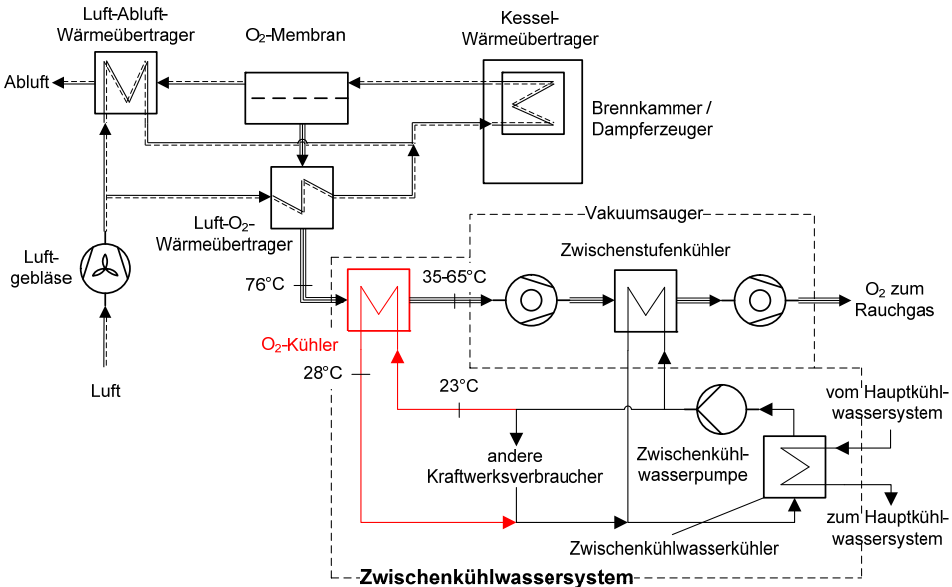 Luft-Abluft-
Wärmeübertrager
O₂-Membran
Kessel-
Wärmeübertrager
Abluft
Brennkammer /
Dampferzeuger
Luft-O₂-
Wärmeübertrager
Luft-
gebläse
Luft
76°C
35-65°C
Vakuumsauger
Zwischenstufenkühler
O₂ zum
Rauchgas
O₂-Kühler
28°C
23°C
andere
Kraftwerksverbraucher
Zwischenkühl-
wasserpumpe
vom Hauptkühl-
wassersystem
zum Hauptkühl-
wassersystem
Zwischenkühlwasserkühler
Zwischenkühlwassersystem